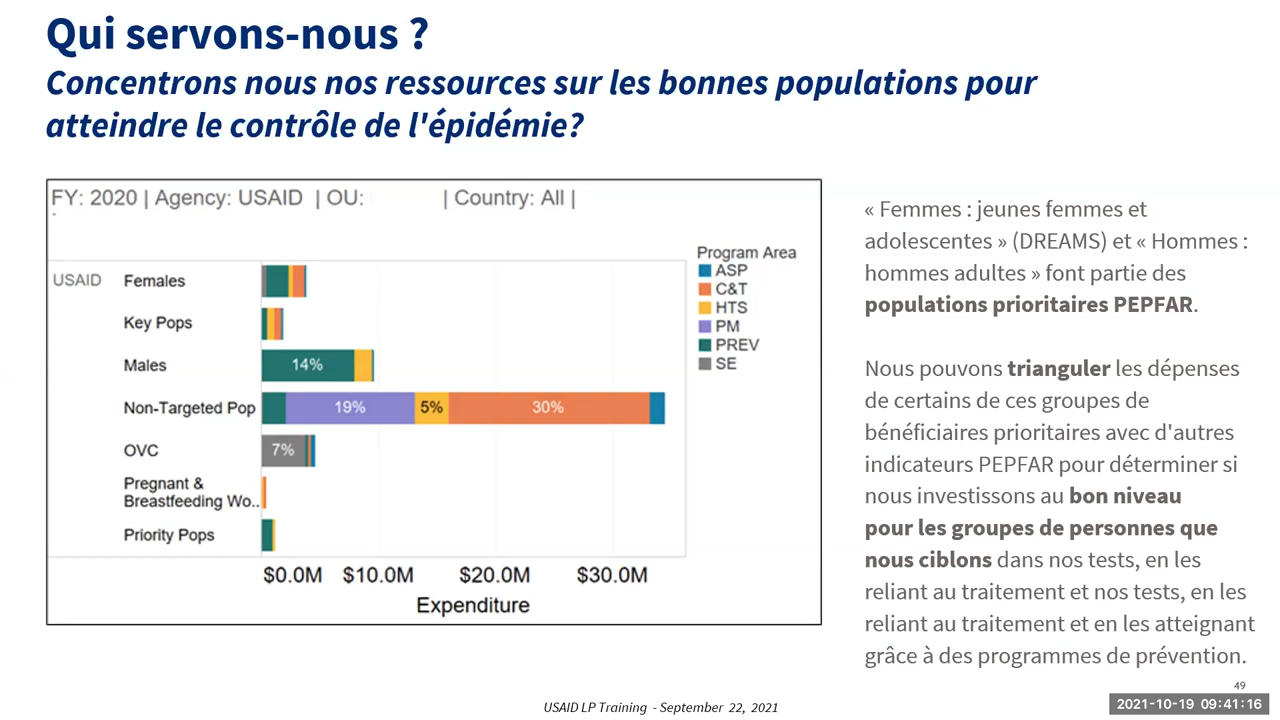 Qui servons-nous ?
Concentrons nous nos ressources sur les bonnes populations pour
atteindre le contrôle de l'épidémie?
FY: 2020 | Agency: USAID | OU: | Country: All |
Program Area
ASP
C&T
HTS
PM
PREV
SE
USAID
Females
Key Pops
Males
14%
Non-Targeted Pop
19%
5%
30%
OVC
7%
Pregnant &
Breastfeeding Wo..
Priority Pops
$0.0M $10.0M $20.0M $30.0M
Expenditure
« Femmes : jeunes femmes et
adolescentes » (DREAMS) et « Hommes :
hommes adultes » font partie des
populations prioritaires PEPFAR.
Nous pouvons trianguler les dépenses
de certains de ces groupes de
bénéficiaires prioritaires avec d'autres
indicateurs PEPFAR pour déterminer si
nous investissons au bon niveau
pour les groupes de personnes que
nous ciblons dans nos tests, en les
reliant au traitement et nos tests, en les
reliant au traitement et en les atteignant
grâce à des programmes de prévention.
49
USAID LP Training - September 22, 2021
2021-10-19 09:41:16